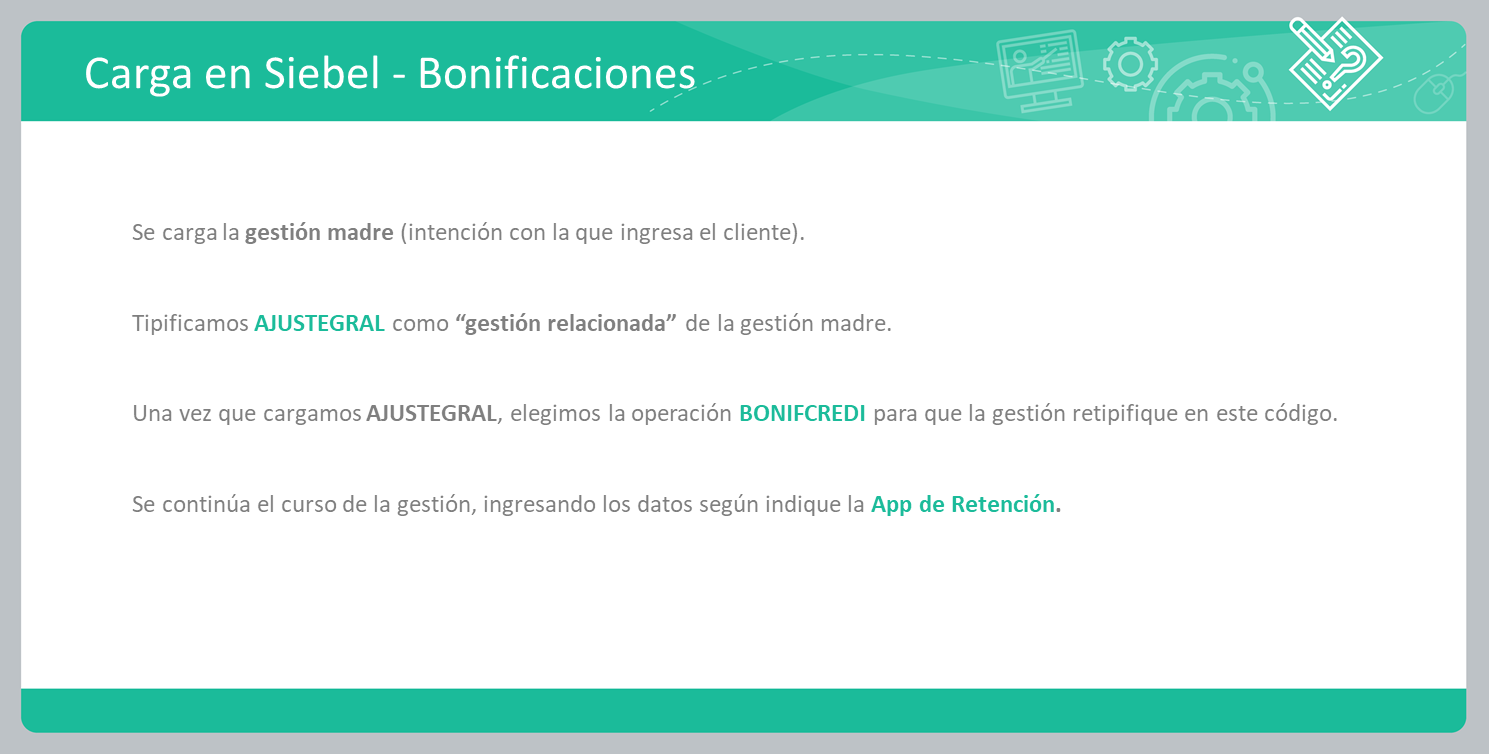 Carga en Siebel - Bonificaciones
Se carga la gestión madre (intención con la que ingresa el cliente).
Tipificamos AJUSTEGRAL como “gestión relacionada” de la gestión madre.
Una vez que cargamos AJUSTEGRAL, elegimos la operación BONIFCREDI para que la gestión retipifique en este código.
Se continúa el curso de la gestión, ingresando los datos según indique la App de Retención.